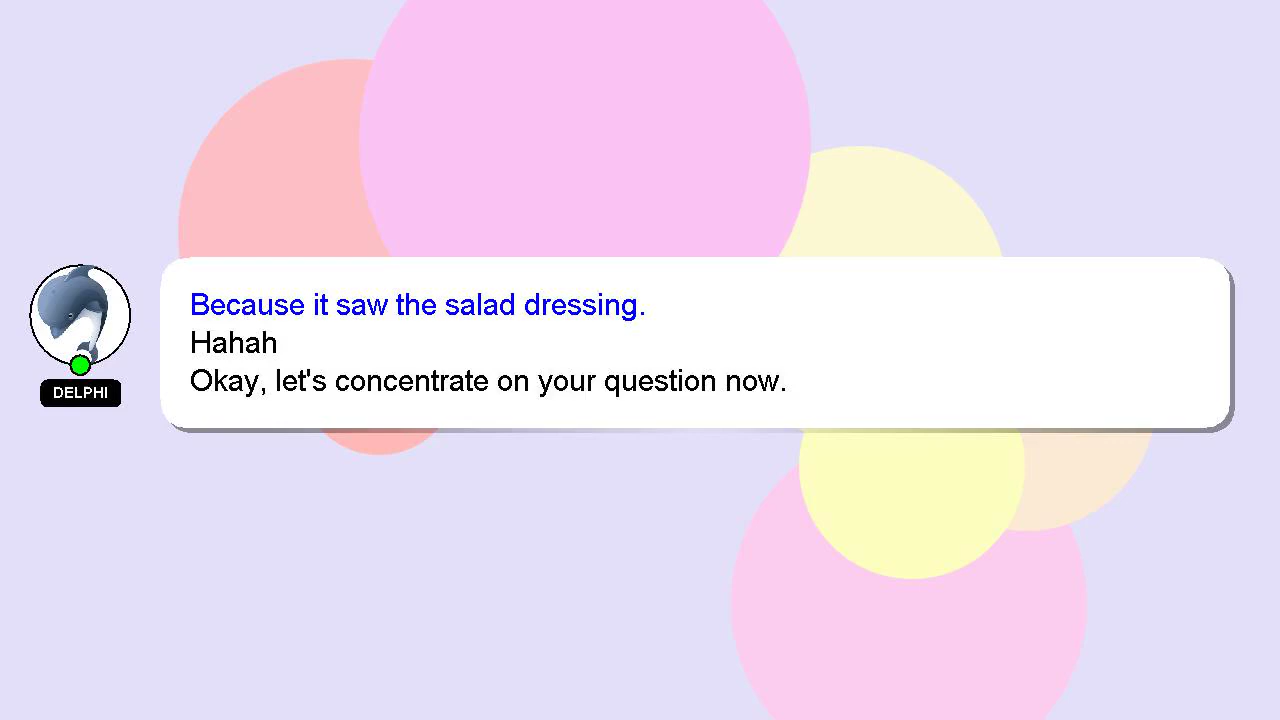 Because it saw the salad dressing.
Hahah
Okay, let's concentrate on your question now.
DELPHI